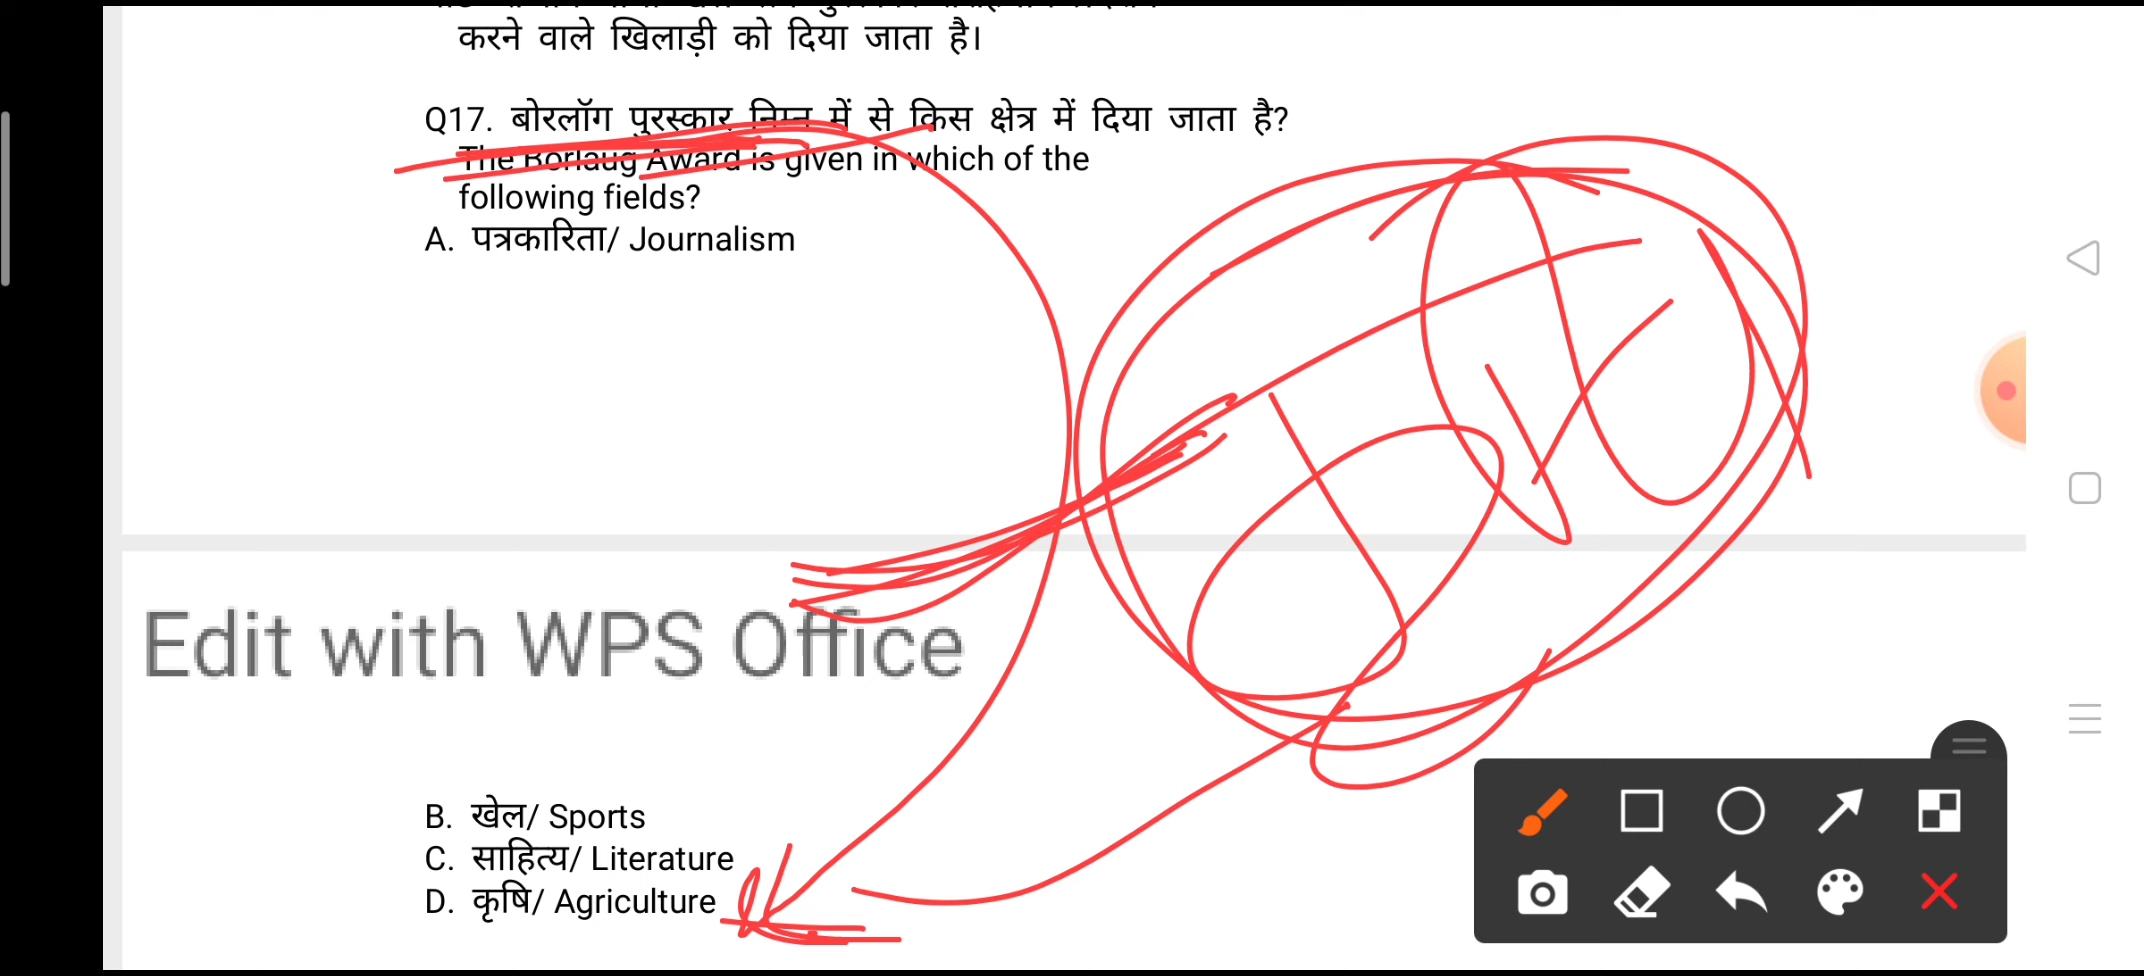 करने वाले खिलाड़ी को दिया जाता है।
Q17. बोरलॉग पुरस्कार निम्न में से किस क्षेत्र में दिया जाता है?
The Borlaug Award is given in which of the
following fields?
A. पत्रकारिता/ Journalism
Edit with WPS Office
B. खेल/ Sports
C. साहित्य/ Literature
D. कृषि/ Agriculture